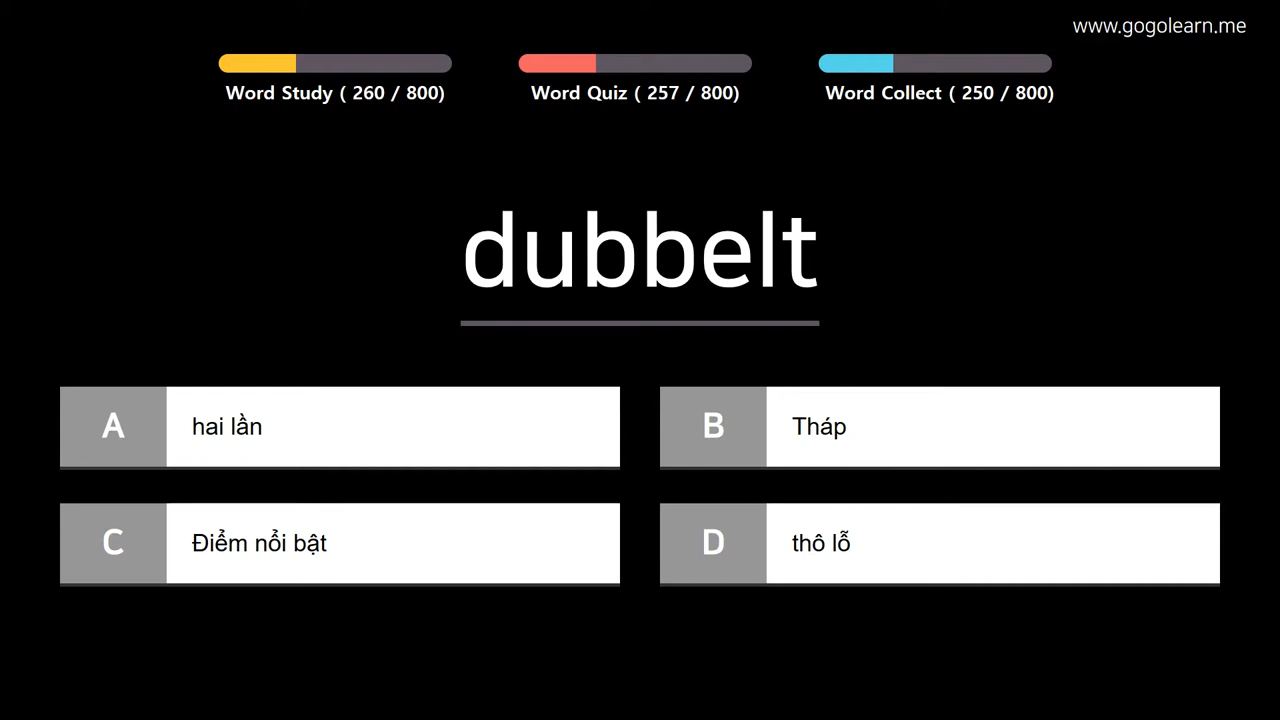 www.gogolearn.me
Word Study ( 260 / 800)
Word Quiz ( 257 / 800)
Word Collect ( 250 / 800)
dubbelt
A hai lần
B Tháp
C Điểm nổi bật
D thô lỗ